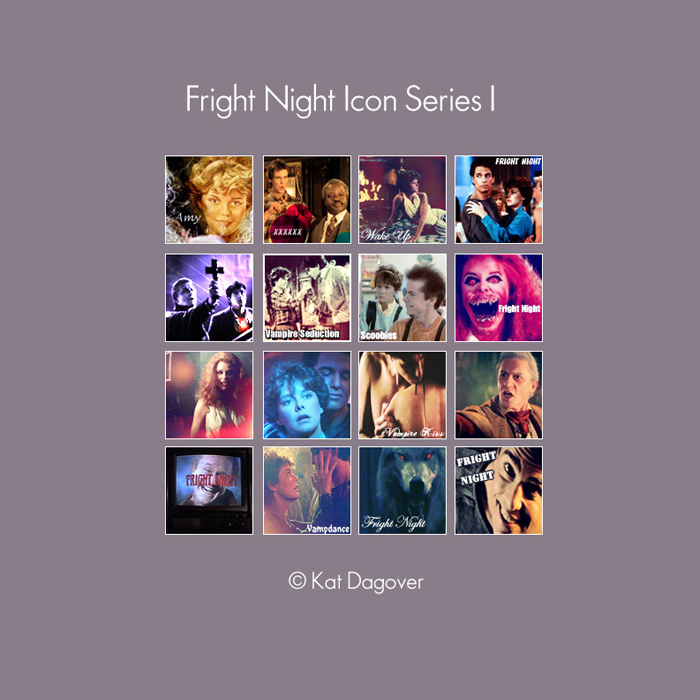 Fright Night Icon Series I
Amy
xxxxxx
Wake Up
FRIGHT NIGHT
Vampire Seduction
Scoobies
Fright Night
Vampire Kiss
FRIGHT NIGHT
Vampdance
Fright Night
FRIGHT
NIGHT
© Kat Dagover